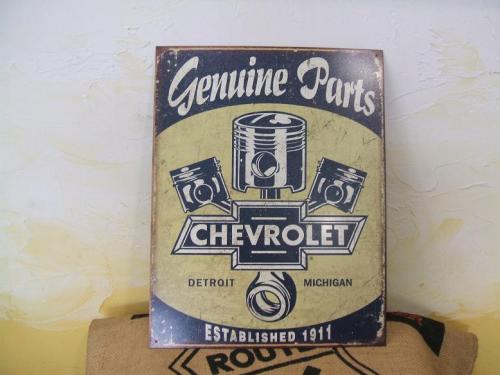 Genuine Parts
CHEVROLET
DETROIT MICHIGAN
ESTABLISHED 1911
ROUTE